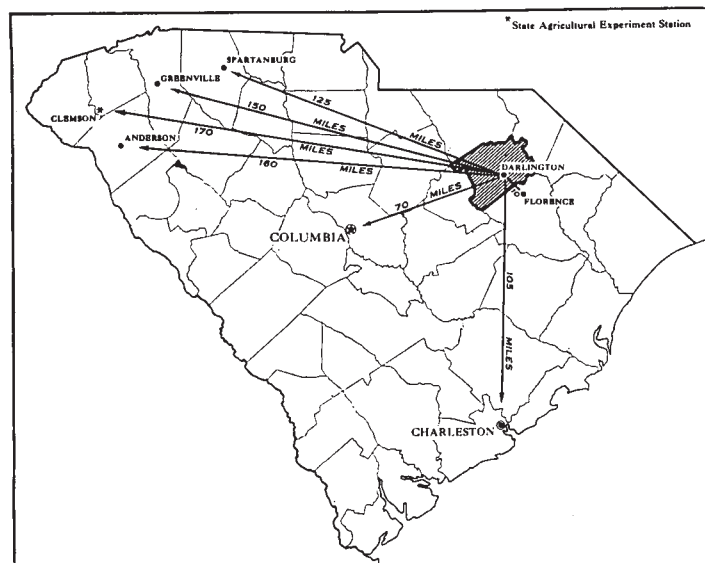 * State Agricultural Experiment Station
SPARTANBURG
GREENVILLE
CLEMSON *
ANDERSON
125 MILES
150 MILES
170 MILES
160 MILES
DARLINGTON
FLORENCE
70 MILES
COLUMBIA
105 MILES
CHARLESTON